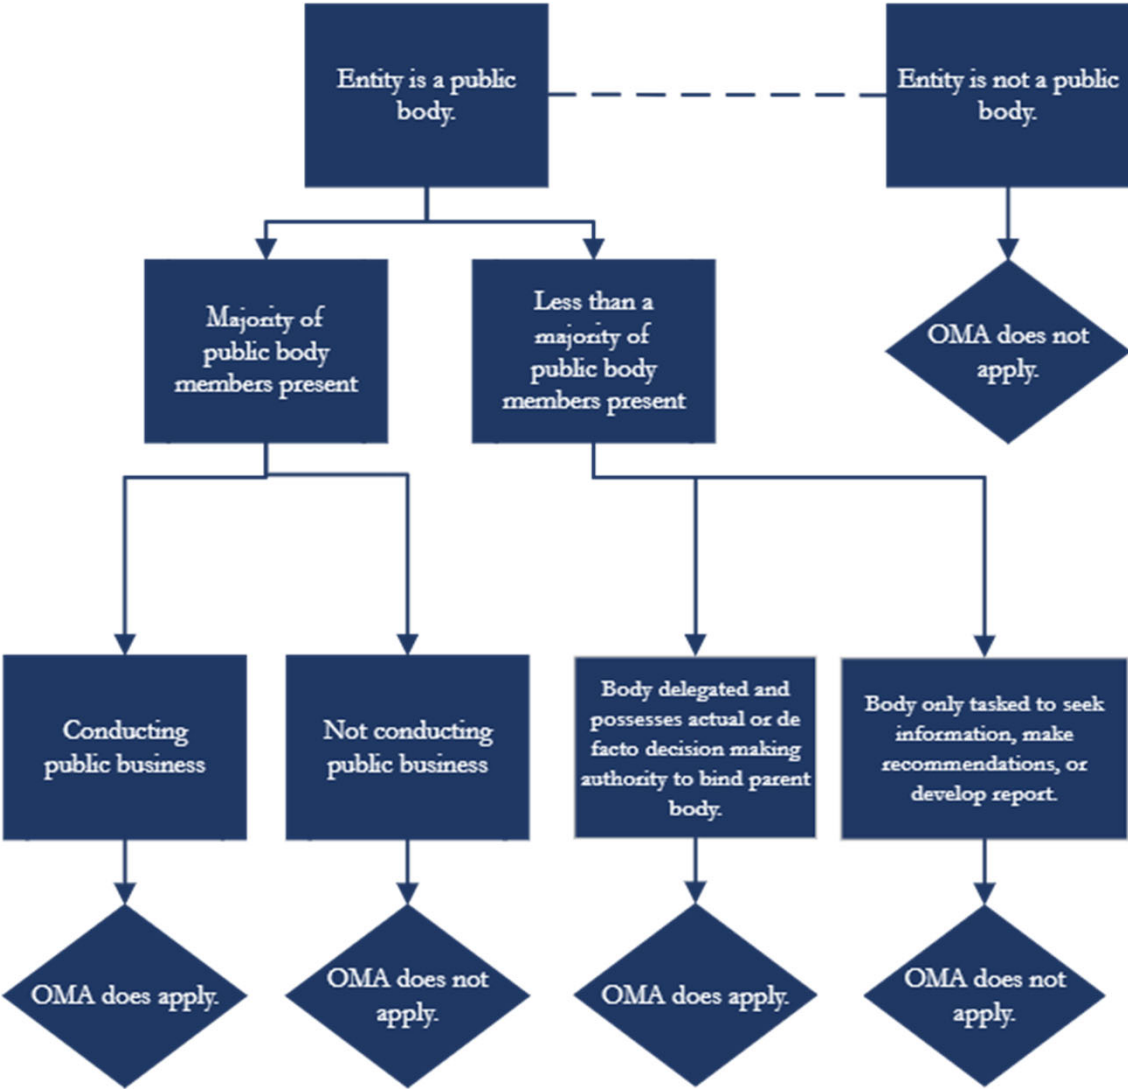 Entity is a public
body.
Entity is not a public
body.
Majority of
public body
members present
Less than a
majority of
public body
members present
OMA does not
apply.
Conducting
public business
Not conducting
public business
Body delegated and
possesses actual or de
facto decision making
authority to bind parent
body.
Body only tasked to seek
information, make
recommendations, or
develop report.
OMA does apply.
OMA does not
apply.
OMA does apply.
OMA does not
apply.